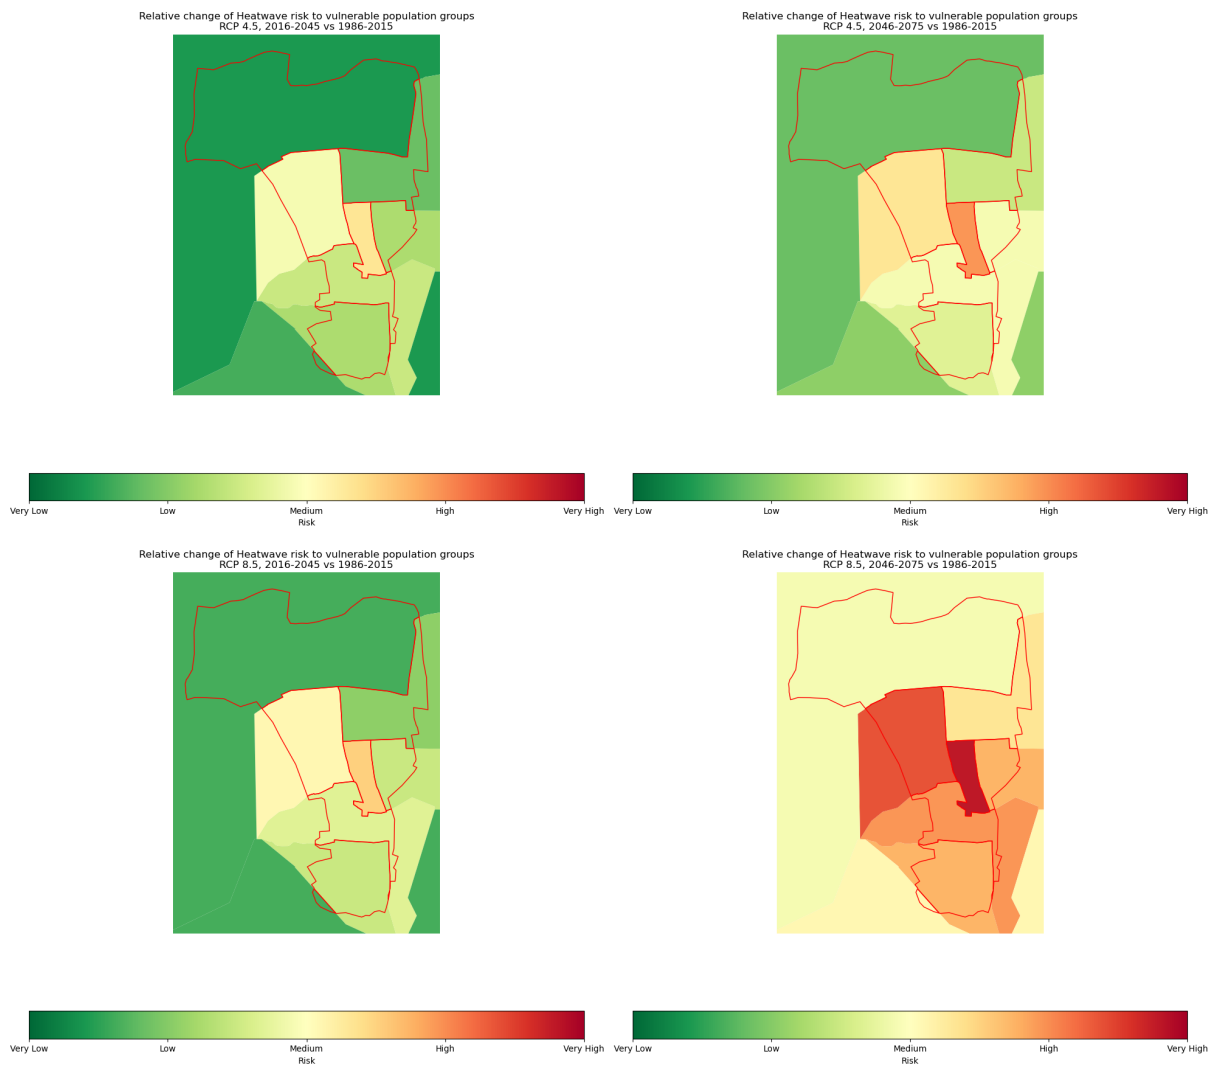 Relative change of Heatwave risk to vulnerable population groups
RCP 4.5, 2016-2045 vs 1986-2015
Relative change of Heatwave risk to vulnerable population groups
RCP 4.5, 2046-2075 vs 1986-2015
Very Low Low Medium High Very High
Risk
Very Low Low Medium High Very High
Risk
Relative change of Heatwave risk to vulnerable population groups
RCP 8.5, 2016-2045 vs 1986-2015
Relative change of Heatwave risk to vulnerable population groups
RCP 8.5, 2046-2075 vs 1986-2015
Very Low Low Medium High Very High
Risk
Very Low Low Medium High Very High
Risk